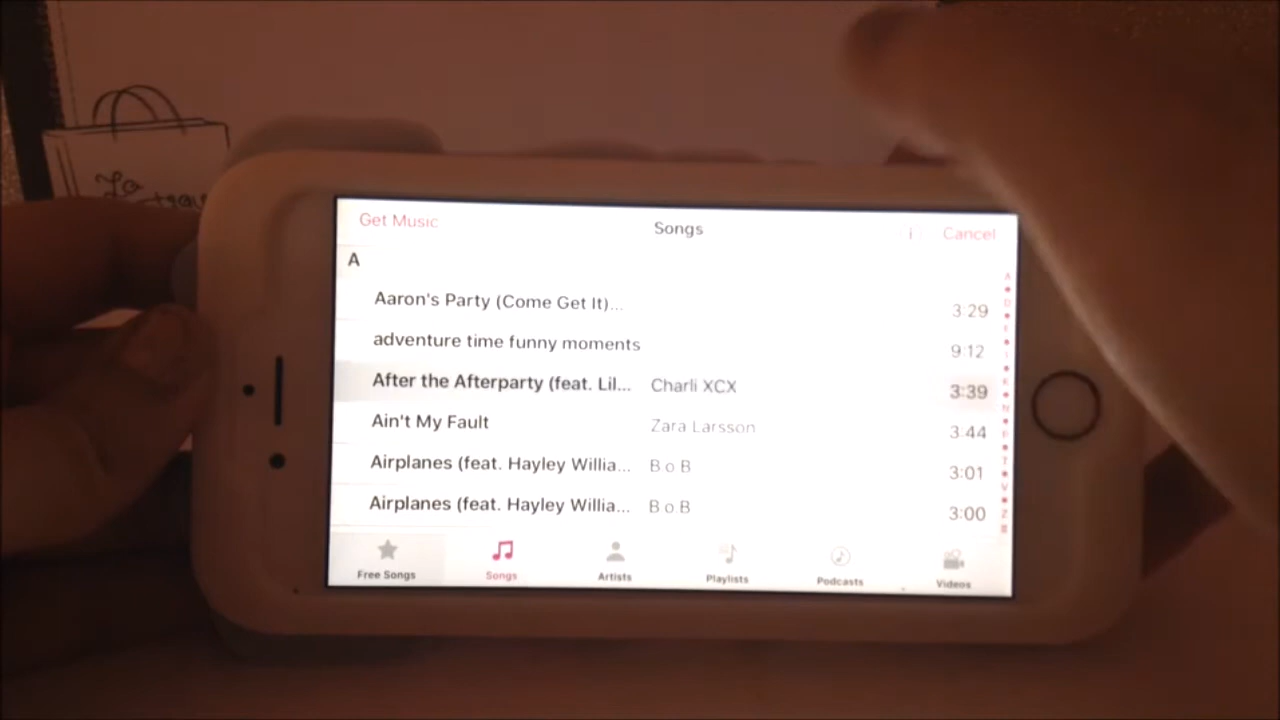 Get Music Songs Cancel
A
Aaron's Party (Come Get It)... 3:29
adventure time funny moments 9:12
After the Afterparty (feat. Lil... Charli XCX 3:39
Ain't My Fault Zara Larsson 3:44
Airplanes (feat. Hayley Willia... B o B 3:01
Airplanes (feat. Hayley Willia... B o B 3:00
Free Songs Songs Artists Playlists Podcasts Videos